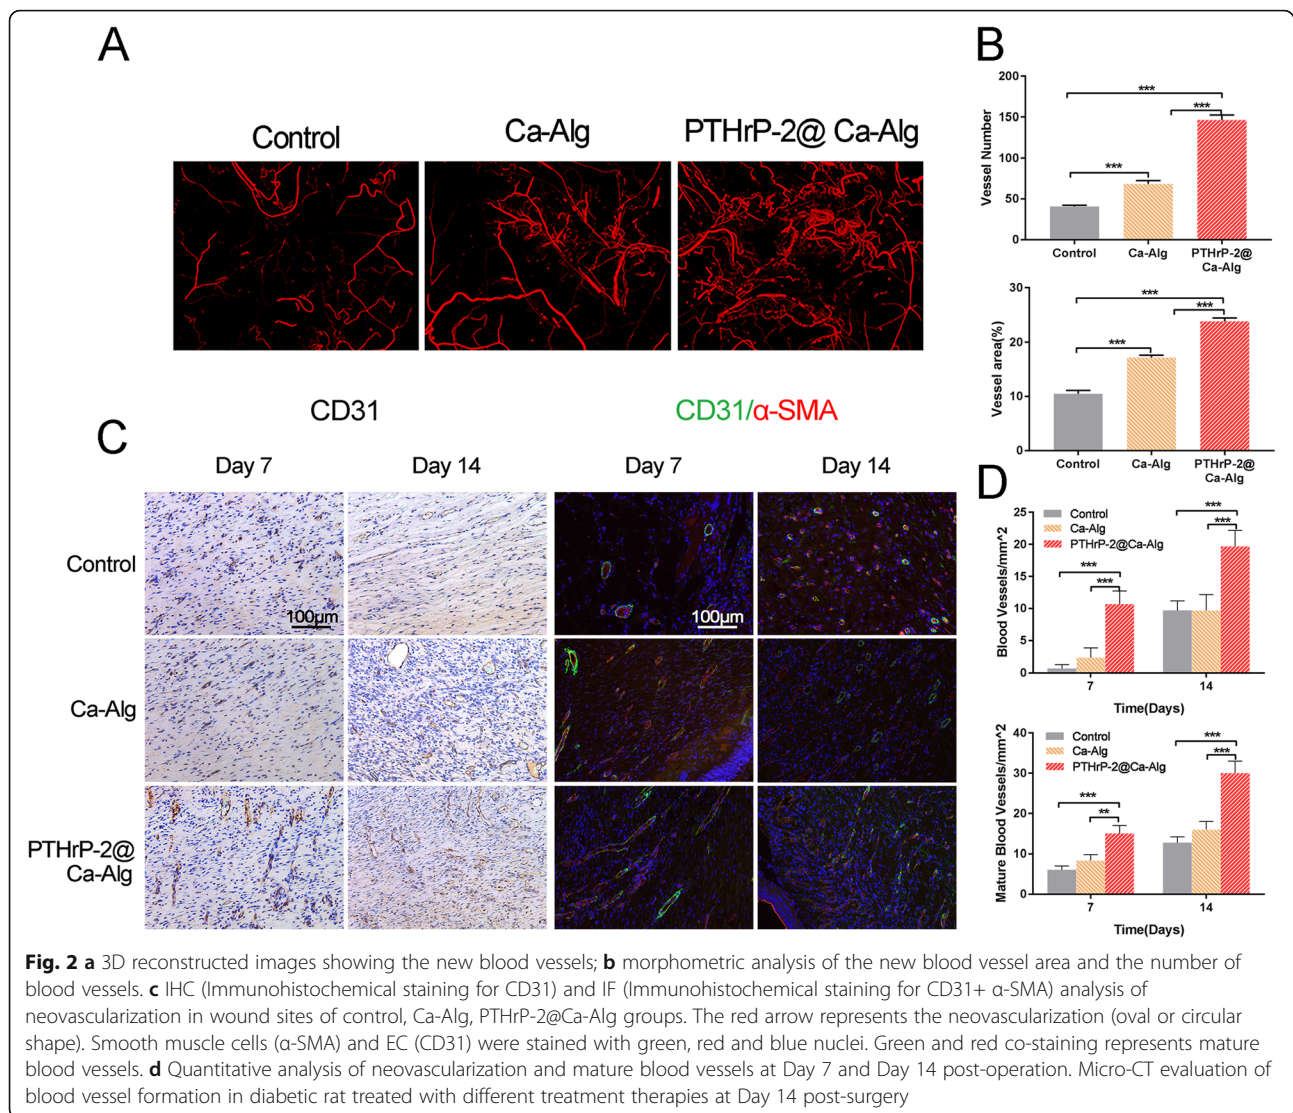 A
Control
Ca-Alg
PTHrP-2@ Ca-Alg
B
200
150
100
50
0
Vessel Number
***
***
***
Control
Ca-Alg
PTHrP-2@
Ca-Alg
30
20
10
0
Vessel area(%)
***
***
***
Control
Ca-Alg
PTHrP-2@
Ca-Alg
C
CD31
CD31/α-SMA
Day 7
Day 14
Day 7
Day 14
Control
100μm
100μm
Ca-Alg
PTHrP-2@
Ca-Alg
D
Control
Ca-Alg
PTHrP-2@Ca-Alg
25
20
15
10
5
0
Blood Vessels/mm^2
***
***
***
***
7
14
Time(Days)
Control
Ca-Alg
PTHrP-2@Ca-Alg
40
30
20
10
0
Mature Blood Vessels/mm^2
***
**
***
***
7
14
Time(Days)
Fig. 2 a 3D reconstructed images showing the new blood vessels; b morphometric analysis of the new blood vessel area and the number of
blood vessels. c IHC (Immunohistochemical staining for CD31) and IF (Immunohistochemical staining for CD31+ α-SMA) analysis of
neovascularization in wound sites of control, Ca-Alg, PTHrP-2@Ca-Alg groups. The red arrow represents the neovascularization (oval or circular
shape). Smooth muscle cells (α-SMA) and EC (CD31) were stained with green, red and blue nuclei. Green and red co-staining represents mature
blood vessels. d Quantitative analysis of neovascularization and mature blood vessels at Day 7 and Day 14 post-operation. Micro-CT evaluation of
blood vessel formation in diabetic rat treated with different treatment therapies at Day 14 post-surgery